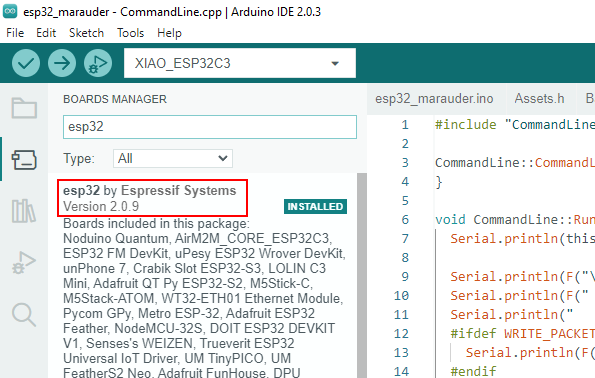 esp32_marauder - CommandLine.cpp | Arduino IDE 2.0.3
File Edit Sketch Tools Help
XIAO_ESP32C3
BOARDS MANAGER
esp32
Type: All
esp32 by Espressif Systems
Version 2.0.9
INSTALLED
Boards included in this package:
Noduino Quantum, AirM2M_CORE_ESP32C3,
ESP32 FM DevKit, uPesy ESP32 Wrover DevKit,
unPhone 7, Crabik Slot ESP32-S3, LOLIN C3
Mini, Adafruit QT Py ESP32-S2, M5Stick-C,
M5Stack-ATOM, WT32-ETH01 Ethernet Module,
Pycom GPy, Metro ESP-32, Adafruit ESP32
Feather, NodeMCU-32S, DOIT ESP32 DEVKIT
V1, Senses's WEIZEN, Trueverit ESP32
Universal IoT Driver, UM TinyPICO, UM
FeatherS2 Neo, Adafruit FunHouse, DPU
esp32_marauder.ino Assets.h B
1 #include "CommandLine
2
3 CommandLine::CommandL
4 }
5
6 void CommandLine::Run
7 Serial.println(this
8
9 Serial.println(F("\
10 Serial.println(F("
11 Serial.println("
12 #ifdef WRITE_PACKET
13 Serial.println(F(
14 #endif